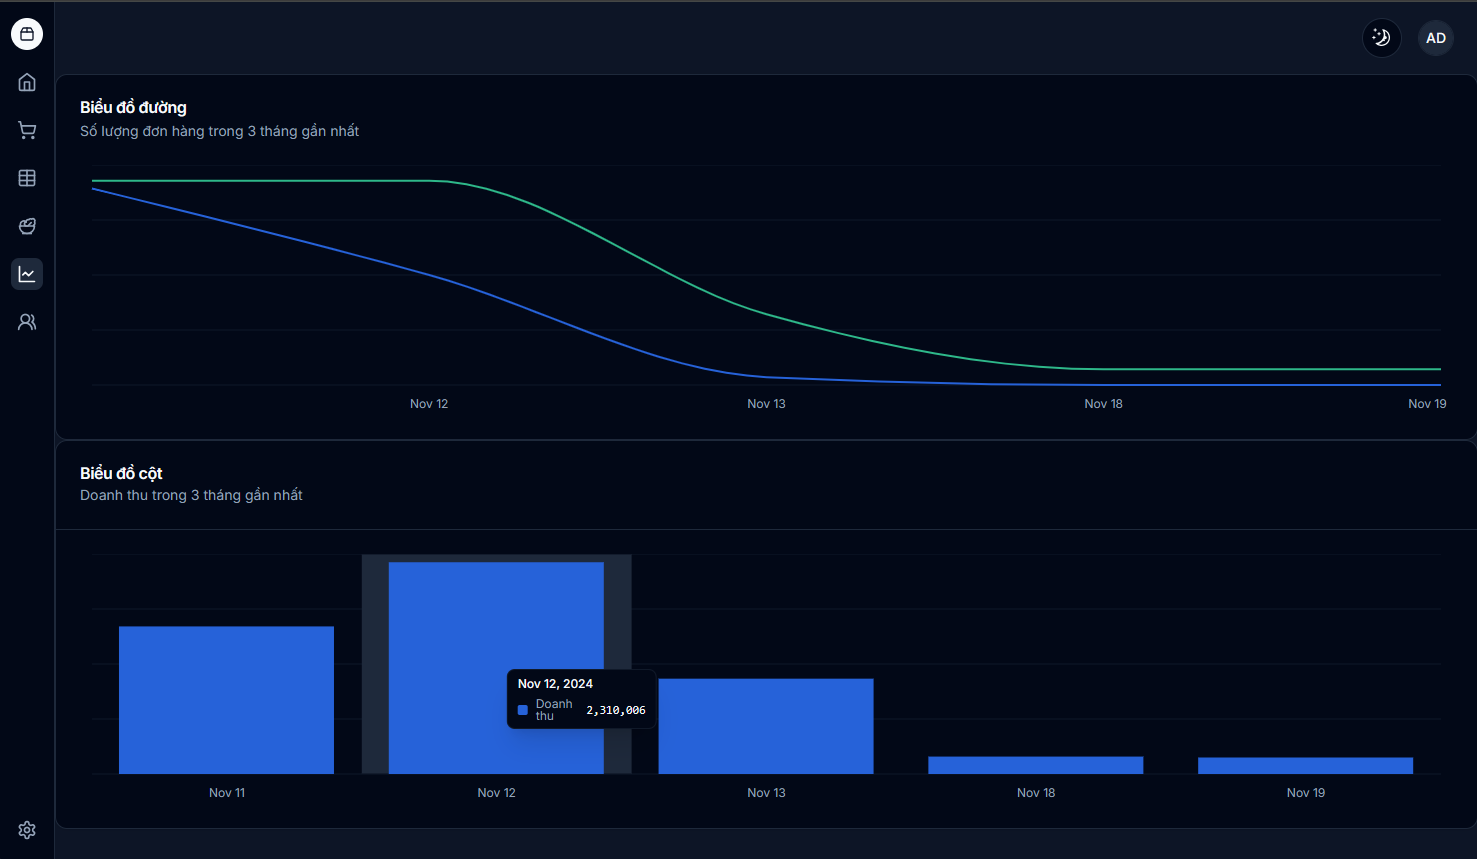 AD
Biểu đồ đường
Số lượng đơn hàng trong 3 tháng gần nhất
Nov 12
Nov 13
Nov 18
Nov 19
Biểu đồ cột
Doanh thu trong 3 tháng gần nhất
Nov 12, 2024
Doanh
thu
2,310,006
Nov 11
Nov 12
Nov 13
Nov 18
Nov 19